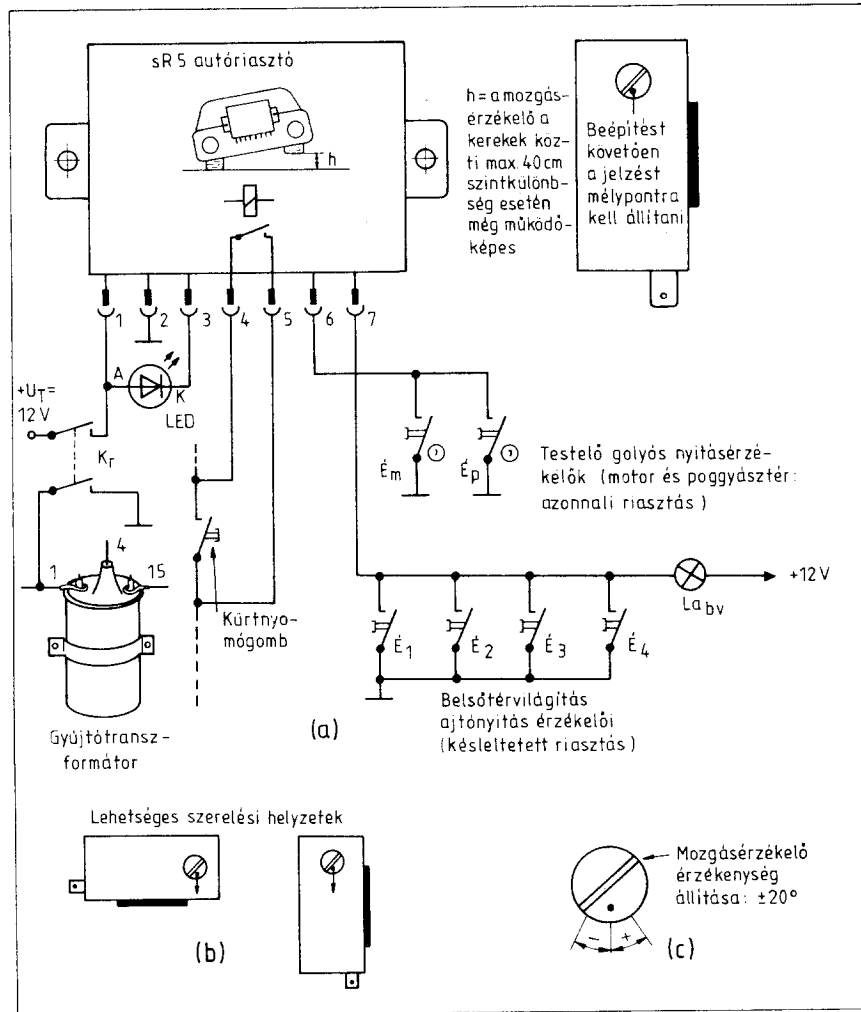 sR 5 autóriasztó
h
h = a mozgás-
érzékelő a
kerekek köz-
ti max. 40 cm
szintkülönb-
ség esetén
még működő-
képes
Beépítést
követően
a jelzést
mélypontra
kell állítani
1 2 3 4 5 6 7
A K
LED
+UT=
12 V
Kr
1 4 15
Gyújtótransz-
formátor
Kürtnyo-
mógomb
Ém Ép
Testelő golyós nyitásérzé-
kelők (motor és poggyásztér:
azonnali riasztás)
+12 V
Labv
É1 É2 É3 É4
Belsőtérvilágítás
ajtónyitás érzékelői
(késleltetett riasztás)
(a)
Lehetséges szerelési helyzetek
(b)
Mozgásérzékelő
érzékenység
állítása: ±20°
- +
(c)